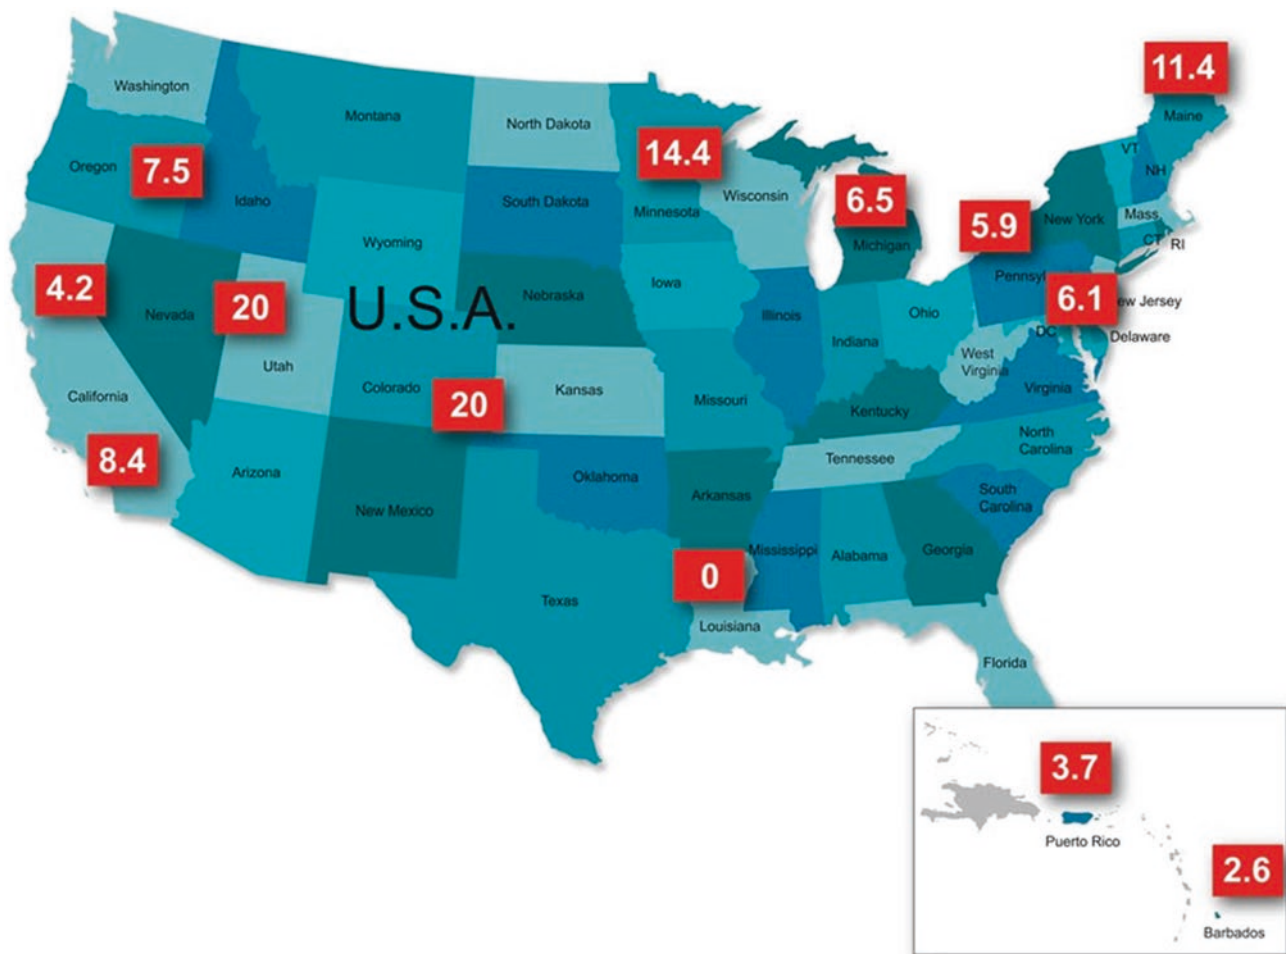 11.4
Washington
Montana
North Dakota
Maine
VT
14.4
Oregon
7.5
NH
Wisconsin
6.5
Idaho
South Dakota
Minnesota
Mass
New York
5.9
Wyoming
Michigan
CT
RI
4.2
Iowa
Pennsyl
6.1
ew Jersey
20
Nevada
U.S.A.
Nebraska
Illinois
Ohio
DC
Delaware
Indiana
Utah
West
Virginia
Colorado
Kansas
Virginia
California
20
Missouri
Kentucky
North
Carolina
8.4
Arizona
Tennessee
Oklahoma
Arkansas
South
Carolina
New Mexico
Mississippi
Alabama
Georgia
0
Texas
Louisiana
Florida
3.7
Puerto Rico
2.6
Barbados